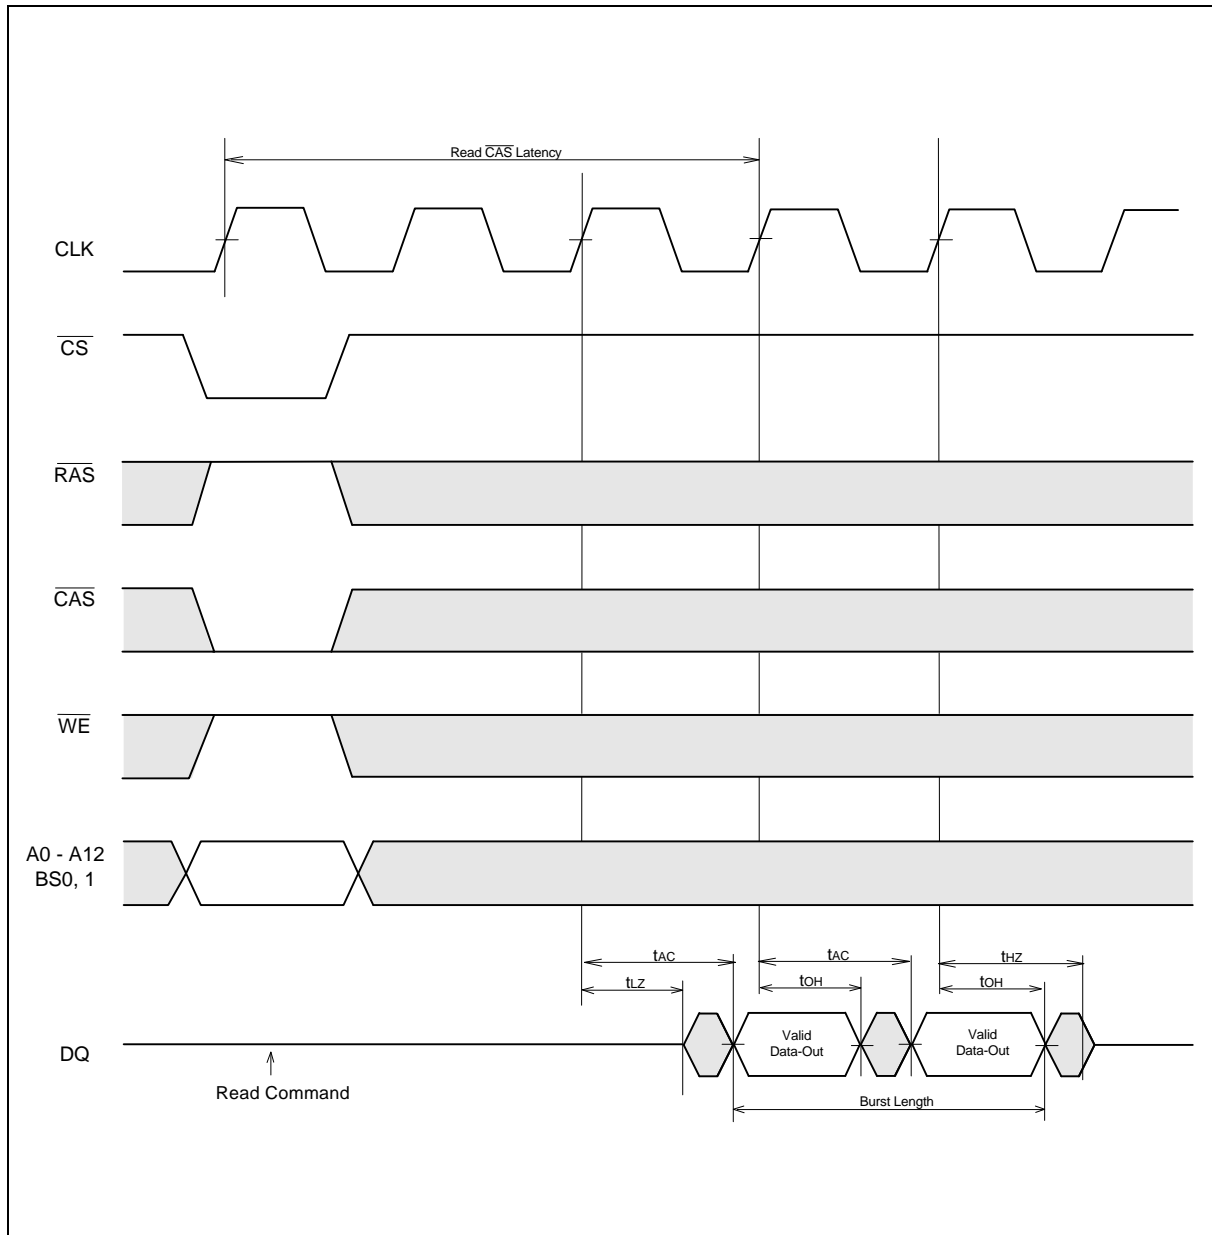 Read CAS Latency
CLK
CS
RAS
CAS
WE
A0 - A12
BS0, 1
tAC
tAC
tHZ
tLZ
tOH
tOH
DQ
Valid
Data-Out
Valid
Data-Out
Read Command
Burst Length